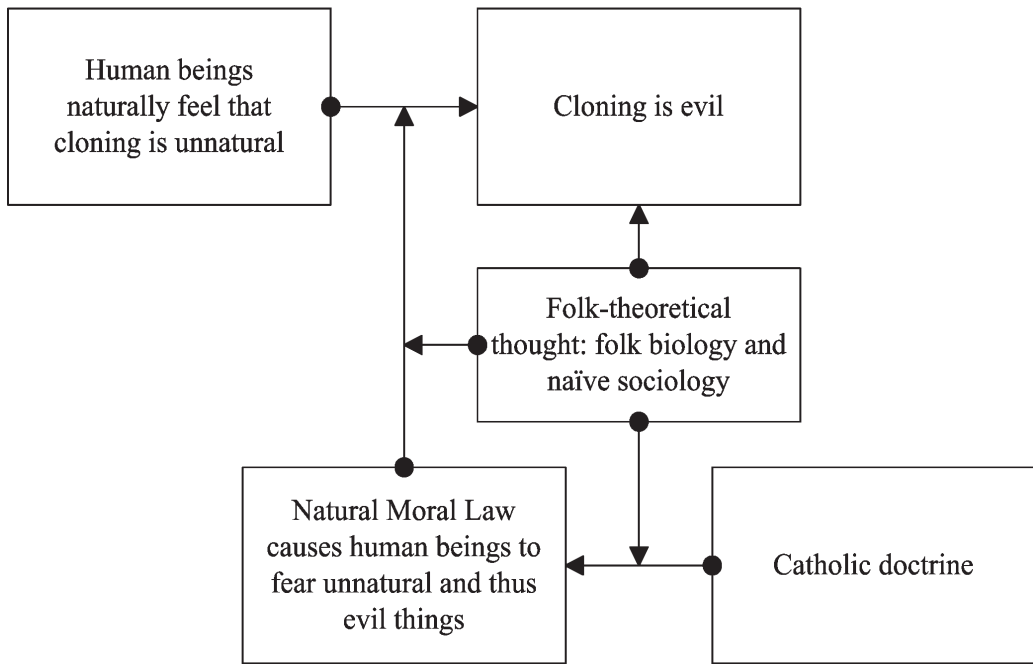 Human beings
naturally feel that
cloning is unnatural
Cloning is evil
Folk-theoretical
thought: folk biology and
naïve sociology
Natural Moral Law
causes human beings to
fear unnatural and thus
evil things
Catholic doctrine